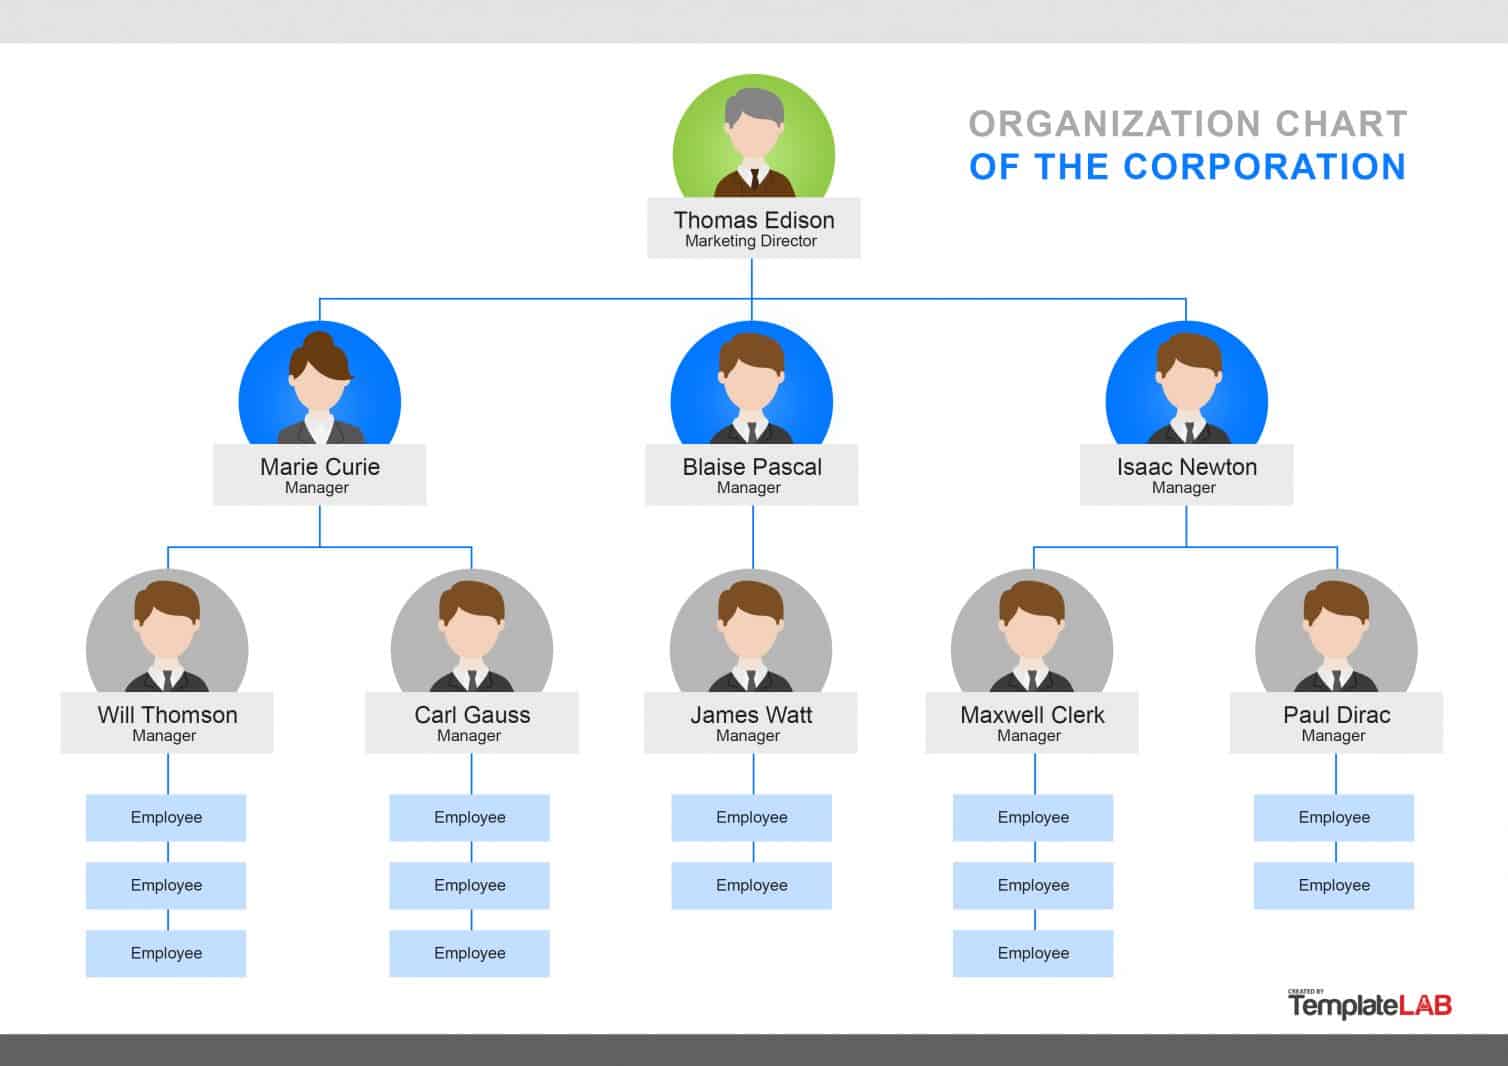 ORGANIZATION CHART
OF THE CORPORATION
Thomas Edison
Marketing Director
Marie Curie
Manager
Blaise Pascal
Manager
Isaac Newton
Manager
Will Thomson
Manager
Carl Gauss
Manager
James Watt
Manager
Maxwell Clerk
Manager
Paul Dirac
Manager
Employee
Employee
Employee
Employee
Employee
Employee
Employee
Employee
Employee
Employee
Employee
Employee
Employee
CREATED BY
TemplateLAB